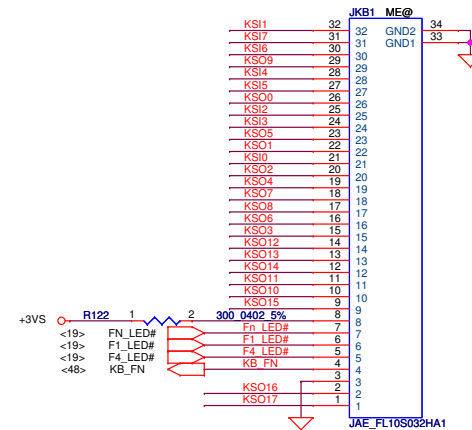 JKB1 ME@
KSI1 32 32 GND2 34
KSI7 31 31 GND1 33
KSI6 30 30
KSO9 29 29
KSI4 28 28
KSI5 27 27
KSO0 26 26
KSI2 25 25
KSI3 24 24
KSO5 23 23
KSO1 22 22
KSI0 21 21
KSO2 20 20
KSO4 19 19
KSO7 18 18
KSO8 17 17
KSO6 16 16
KSO3 15 15
KSO12 14 14
KSO13 13 13
KSO14 12 12
KSO11 11 11
KSO10 10 10
KSO15 9 9
+3VS R122 1 2 300_0402_5% 8 8
<19> FN_LED# Fn_LED# 7 7
<19> F1_LED# F1_LED# 6 6
<19> F4_LED# F4_LED# 5 5
<48> KB_FN KB_FN 4 4
3 3
KSO16 2 2
KSO17 1 1
JAE_FL10S032HA1